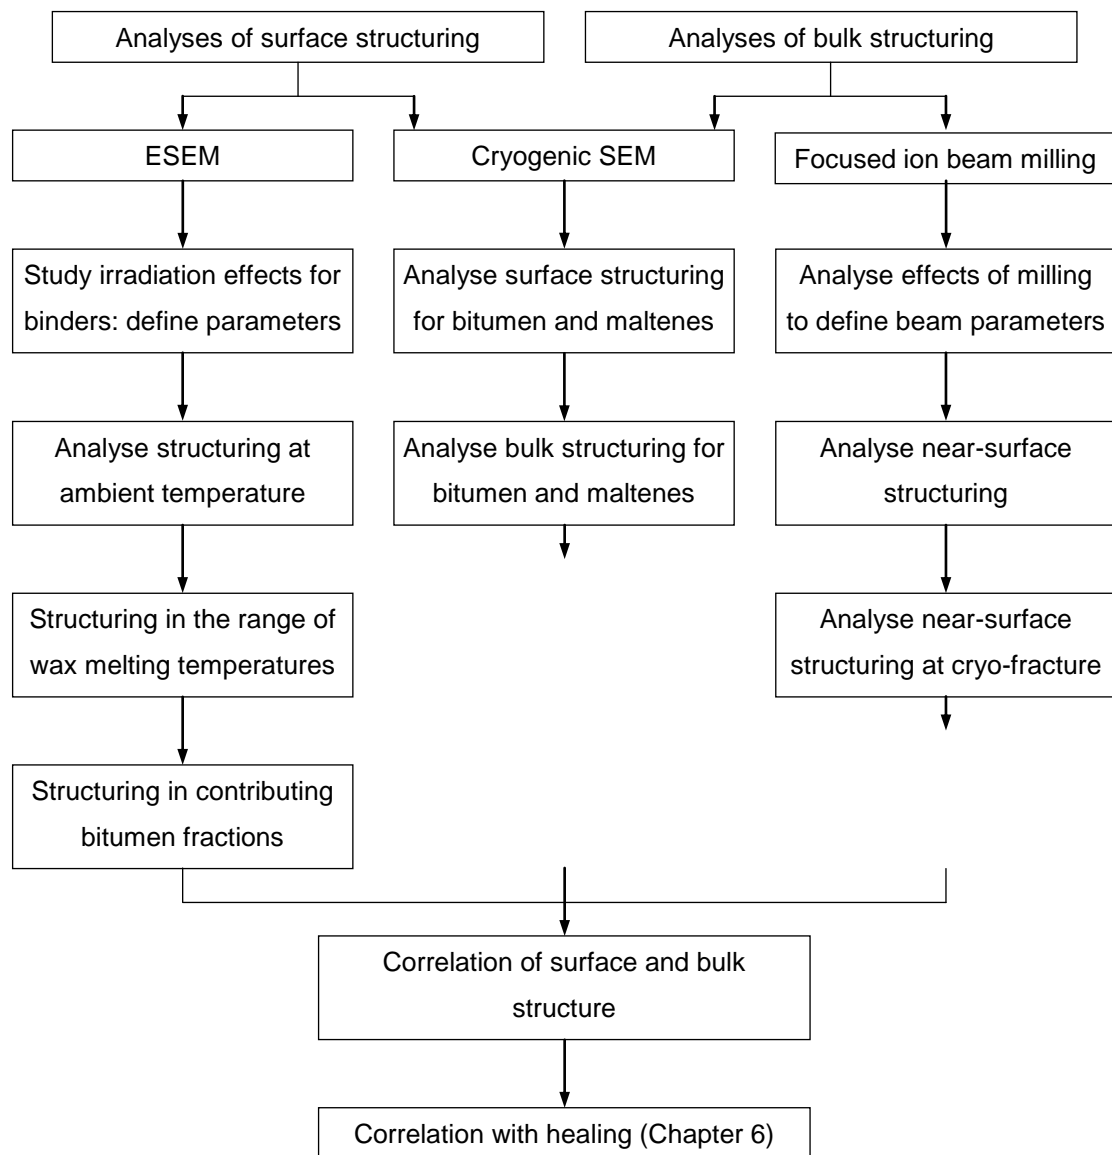 Analyses of surface structuring
Analyses of bulk structuring
ESEM
Cryogenic SEM
Focused ion beam milling
Study irradiation effects for
binders: define parameters
Analyse surface structuring
for bitumen and maltenes
Analyse effects of milling
to define beam parameters
Analyse structuring at
ambient temperature
Analyse bulk structuring for
bitumen and maltenes
Analyse near-surface
structuring
Structuring in the range of
wax melting temperatures
Analyse near-surface
structuring at cryo-fracture
Structuring in contributing
bitumen fractions
Correlation of surface and bulk
structure
Correlation with healing (Chapter 6)